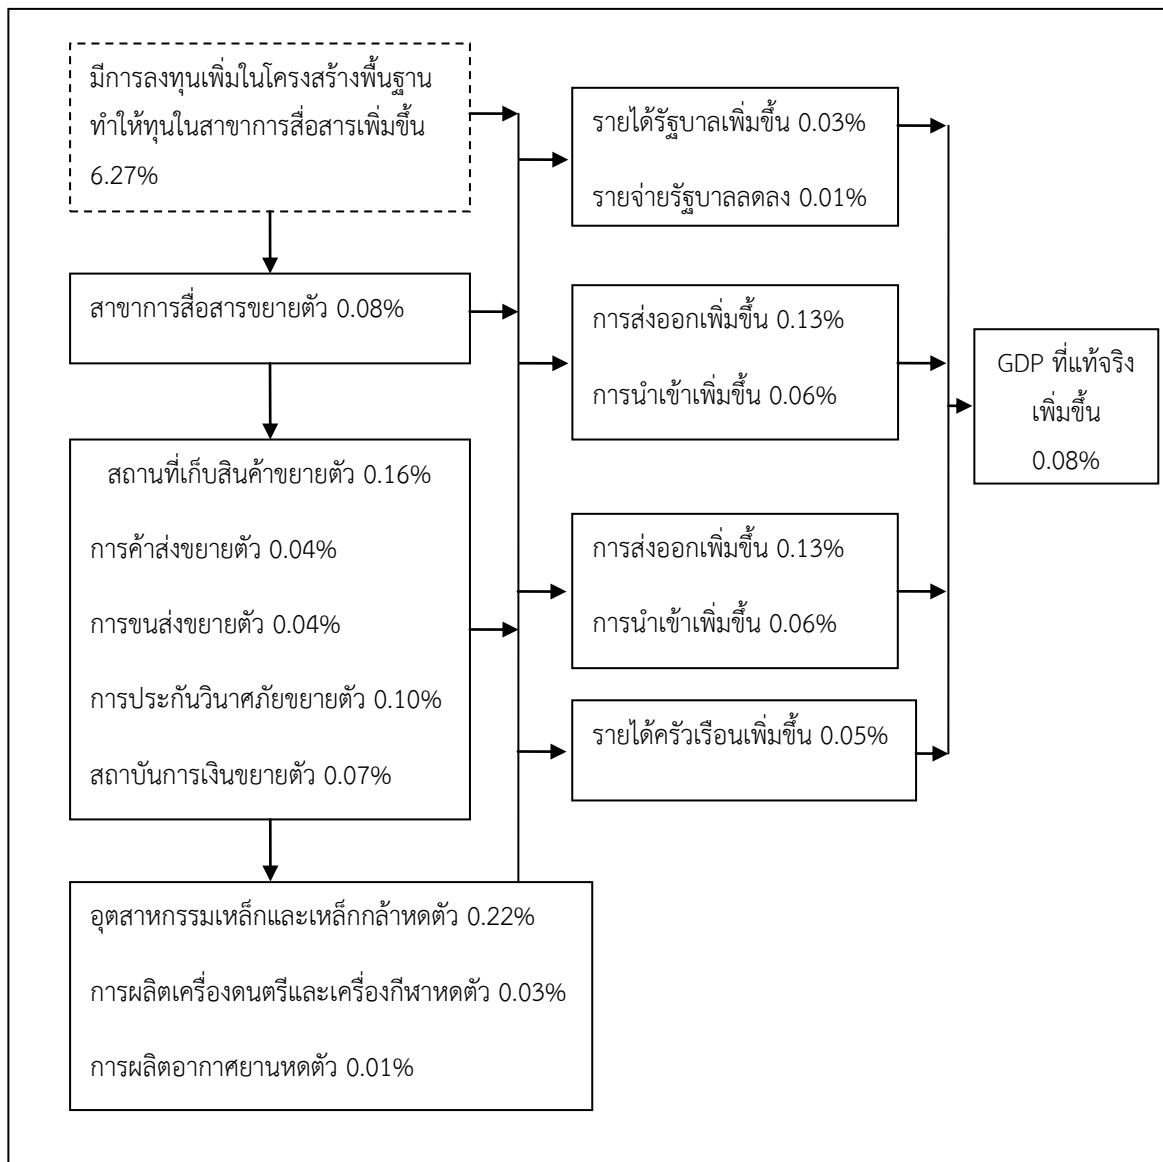 มีการลงทุนเพิ่มในโครงสร้างพื้นฐาน
ทำให้ทุนในสาขาการสื่อสารเพิ่มขึ้น
6.27%
สาขาการสื่อสารขยายตัว 0.08%
สถานที่เก็บสินค้าขยายตัว 0.16%
การค้าส่งขยายตัว 0.04%
การขนส่งขยายตัว 0.04%
การประกันวินาศภัยขยายตัว 0.10%
สถาบันการเงินขยายตัว 0.07%
อุตสาหกรรมเหล็กและเหล็กกล้าหดตัว 0.22%
การผลิตเครื่องดนตรีและเครื่องกีฬาหดตัว 0.03%
การผลิตอากาศยานหดตัว 0.01%
รายได้รัฐบาลเพิ่มขึ้น 0.03%
รายจ่ายรัฐบาลลดลง 0.01%
การส่งออกเพิ่มขึ้น 0.13%
การนำเข้าเพิ่มขึ้น 0.06%
การส่งออกเพิ่มขึ้น 0.13%
การนำเข้าเพิ่มขึ้น 0.06%
รายได้ครัวเรือนเพิ่มขึ้น 0.05%
GDP ที่แท้จริง
เพิ่มขึ้น
0.08%